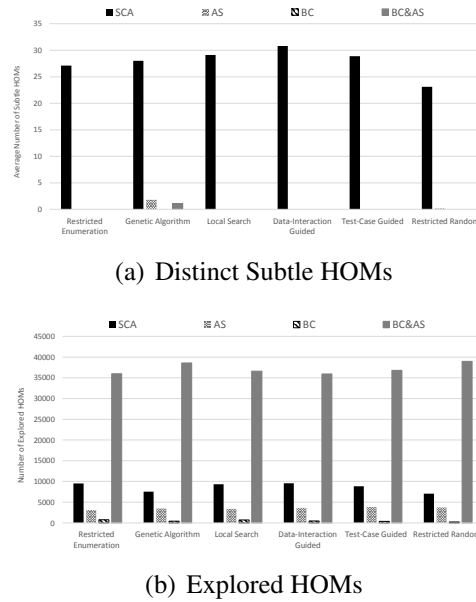 SCA AS BC BC&AS
35
30
25
20
15
10
5
0
Average Number of Subtle HOMs
Restricted Enumeration
Genetic Algorithm
Local Search
Data-Interaction Guided
Test-Case Guided
Restricted Random
(a) Distinct Subtle HOMs
SCA AS BC BC&AS
45000
40000
35000
30000
25000
20000
15000
10000
5000
0
Number of Explored HOMs
Restricted Enumeration
Genetic Algorithm
Local Search
Data-Interaction Guided
Test-Case Guided
Restricted Random
(b) Explored HOMs